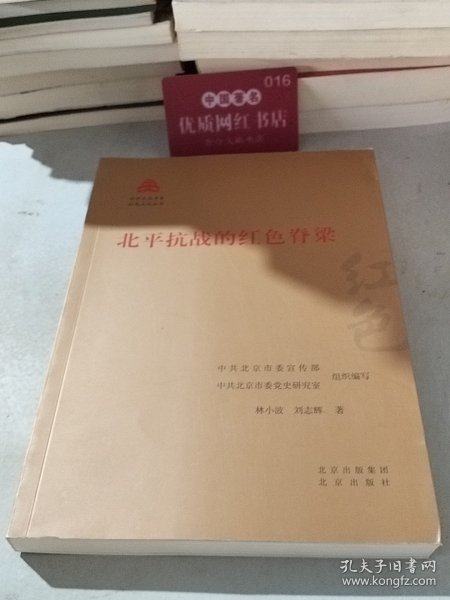 016
中国著名
优质网红书店
北平抗战的红色脊梁
红色
中共北京市委宣传部
中共北京市委党史研究室
组织编写
林小波 刘志辉 著
北京出版集团
北京出版社
孔夫子旧书网
www.kongfz.com